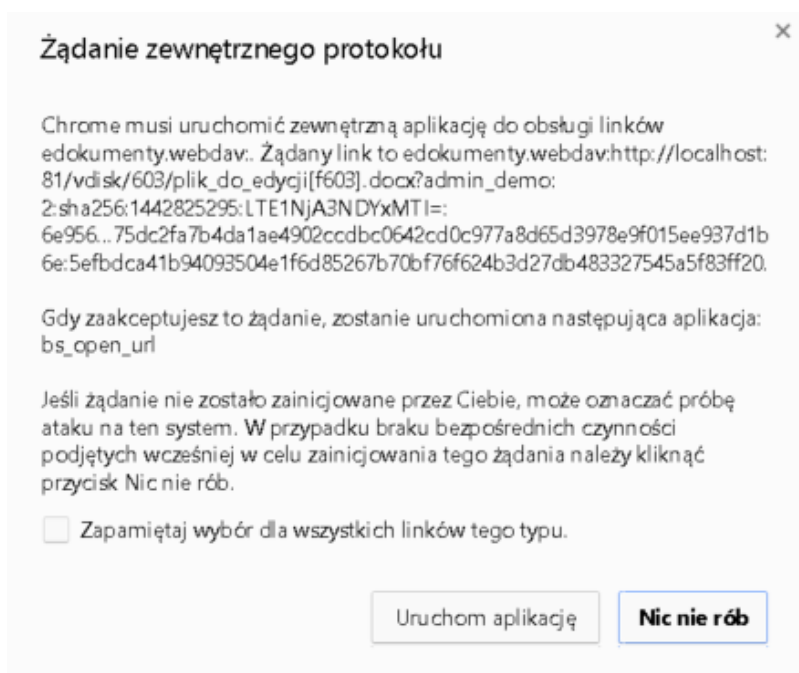 Żądanie zewnętrznego protokołu
Chrome musi uruchomić zewnętrzną aplikację do obsługi linków
edokumenty.webdav:. Żądany link to edokumenty.webdav:http://localhost:
81/vdisk/603/plik_do_edycji[f603].docx?admin_demo:
2:sha256:1442825295:LTE1NjA3NDYxMTI=:
6e956...75dc2fa7b4da1ae4902ccdbc0642cd0c977a8d65d3978e9f015ee937d1b
6e:5efbdca41b94093504e1f6d85267b70bf76f624b3d27db483327545a5f83ff20.
Gdy zaakceptujesz to żądanie, zostanie uruchomiona następująca aplikacja:
bs_open_url
Jeśli żądanie nie zostało zainicjowane przez Ciebie, może oznaczać próbę
ataku na ten system. W przypadku braku bezpośrednich czynności
podjętych wcześniej w celu zainicjowania tego żądania należy kliknąć
przycisk Nic nie rób.
Zapamiętaj wybór dla wszystkich linków tego typu.
Uruchom aplikację Nic nie rób